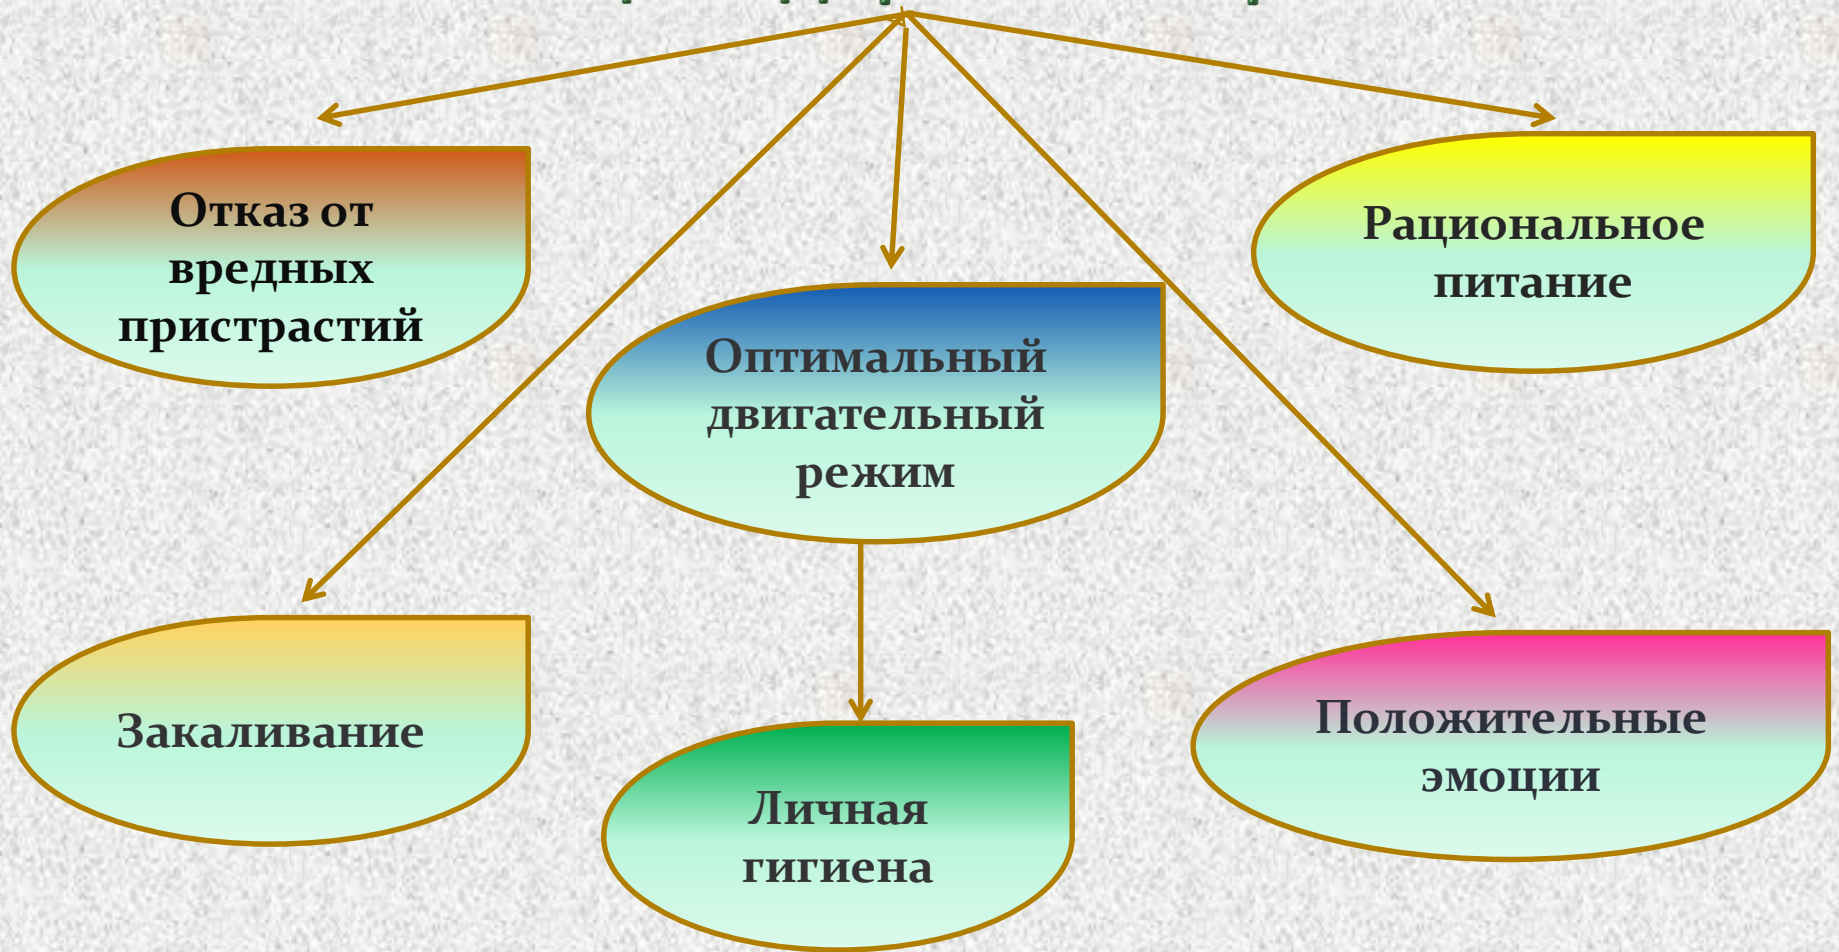 Отказ от
вредных
пристрастий
Рациональное
питание
Оптимальный
двигательный
режим
Закаливание
Положительные
эмоции
Личная
гигиена